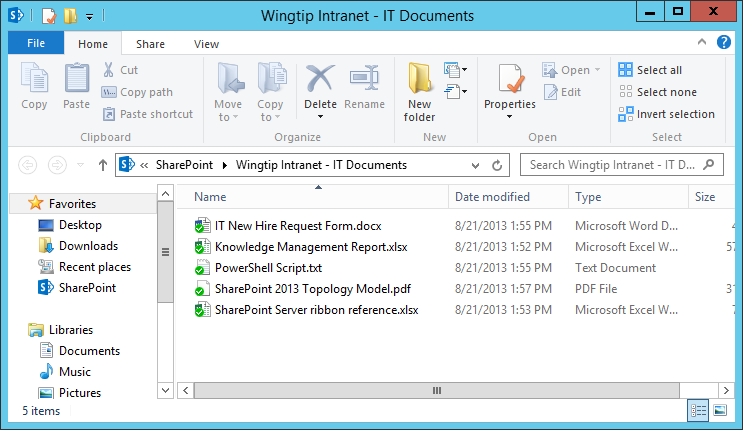 Wingtip Intranet - IT Documents
File Home Share View
Copy Paste Cut
Copy path
Paste shortcut
Clipboard
Move to Copy to Delete Rename
Organize
New folder
New
Properties Open
Edit
Open
Select all
Select none
Invert selection
Select
« SharePoint Wingtip Intranet - IT Documents Search Wingtip Intranet - IT D...
Favorites
Desktop
Downloads
Recent places
SharePoint
Libraries
Documents
Music
Pictures
Name Date modified Type Size
IT New Hire Request Form.docx 8/21/2013 1:55 PM Microsoft Word D...
Knowledge Management Report.xlsx 8/21/2013 1:52 PM Microsoft Excel W... 57
PowerShell Script.txt 8/21/2013 1:55 PM Text Document
SharePoint 2013 Topology Model.pdf 8/21/2013 1:57 PM PDF File 31
SharePoint Server ribbon reference.xlsx 8/21/2013 1:53 PM Microsoft Excel W... 7
5 items